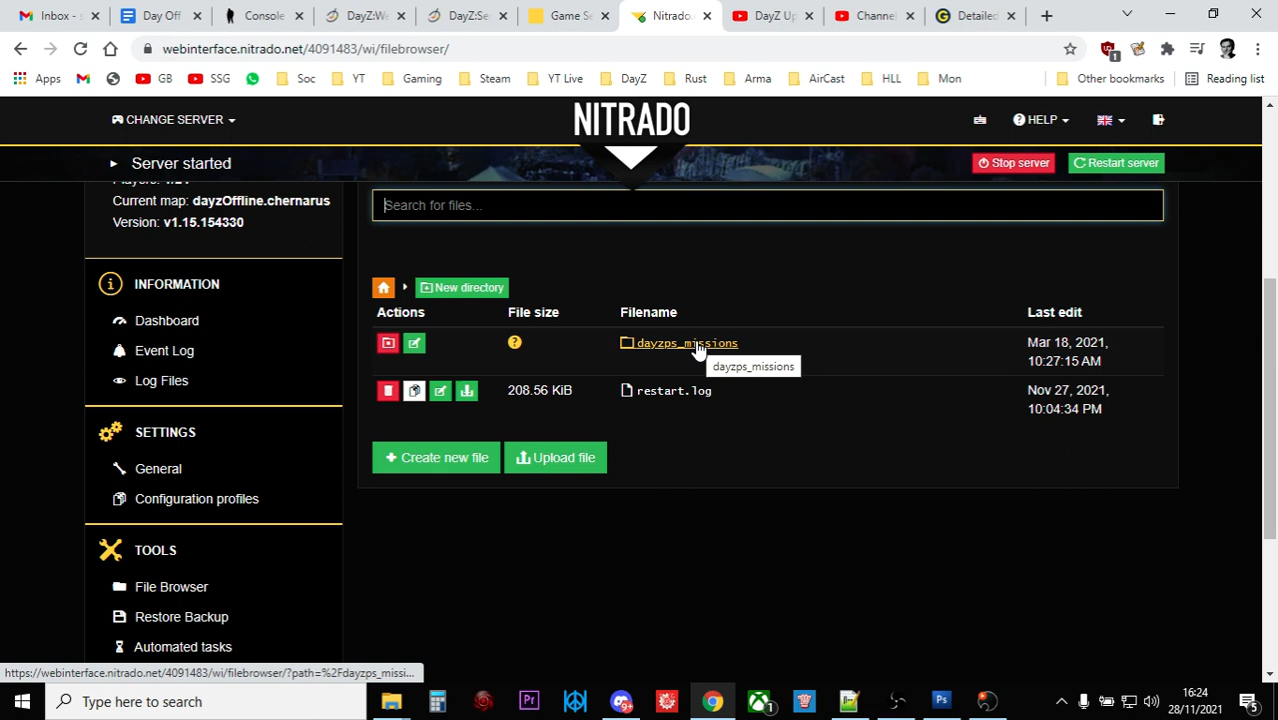 Inbox - s
Day Off
Console
DayZ:We
DayZ:Se
Game Se
Nitrado.
DayZ Up
Channel
Detailed
webinterface.nitrado.net/4091483/wi/filebrowser/
1
Apps
GB
SSG
Soc
YT
Gaming
Steam
YT Live
DayZ
Rust
Arma
AirCast
HLL
Mon
Other bookmarks
Reading list
CHANGE SERVER
NITRADO
HELP
Server started
Stop server
Restart server
Current map: dayzOffline.chernarus
Version: v1.15.154330
Search for files...
INFORMATION
Dashboard
Event Log
Log Files
SETTINGS
General
Configuration profiles
TOOLS
File Browser
Restore Backup
Automated tasks
New directory
Actions File size Filename Last edit
dayzps_missions Mar 18, 2021,
10:27:15 AM
dayzps_missions
208.56 KiB restart.log Nov 27, 2021,
10:04:34 PM
Create new file
Upload file
https://webinterface.nitrado.net/4091483/wi/filebrowser/?path=%2Fdayzps_missi...
Type here to search
16:24
28/11/2021
5